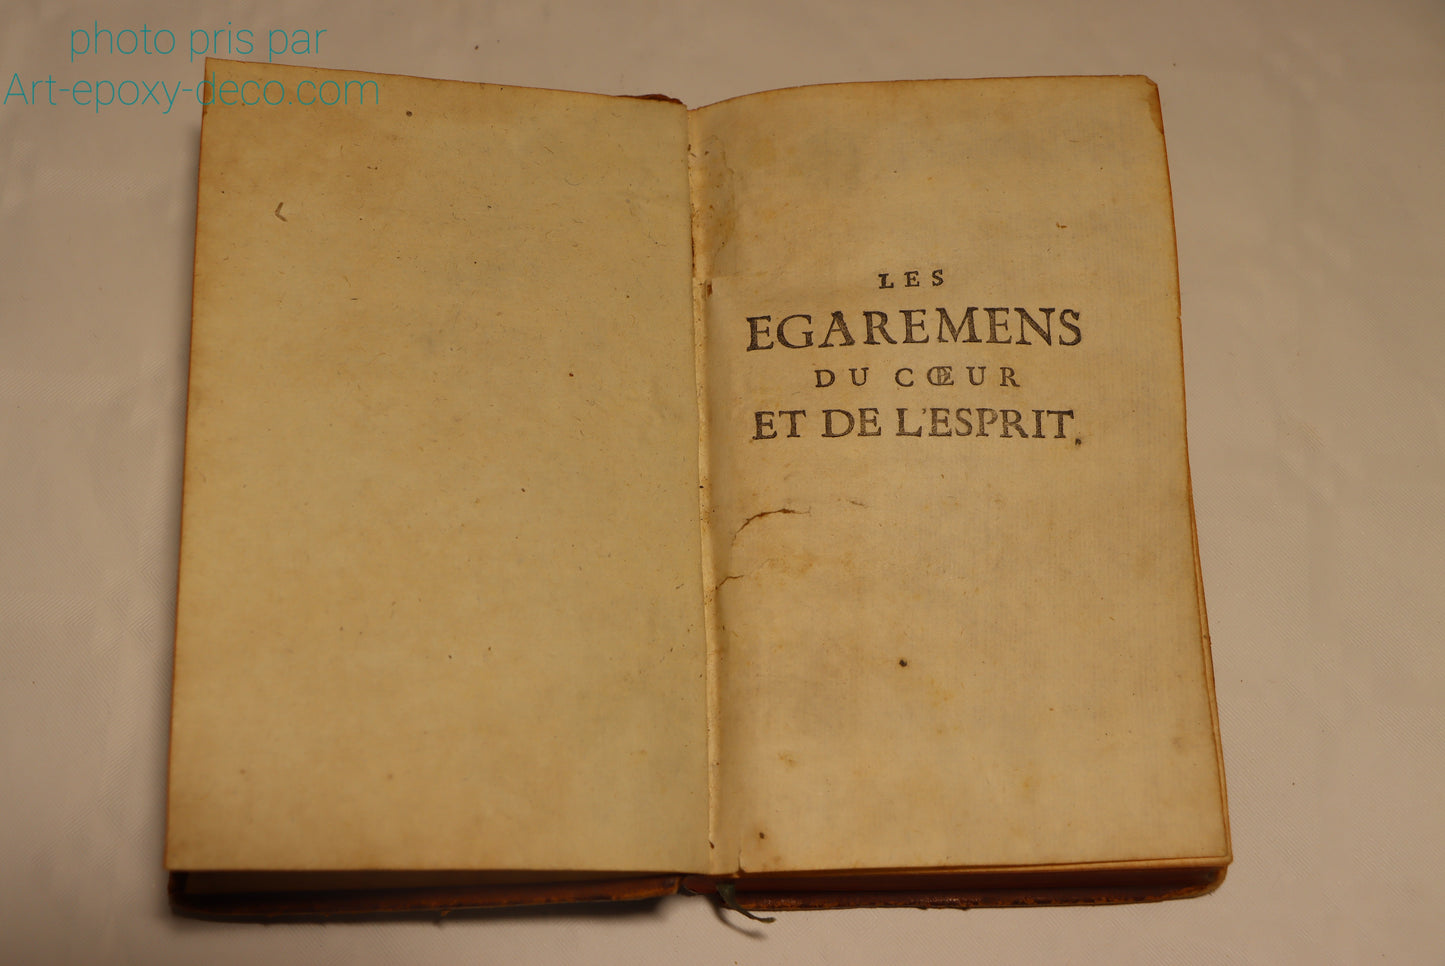 photo pris par
Art-epoxy-deco.com
LES
EGAREMENS
DU CŒUR
ET DE L'ESPRIT.